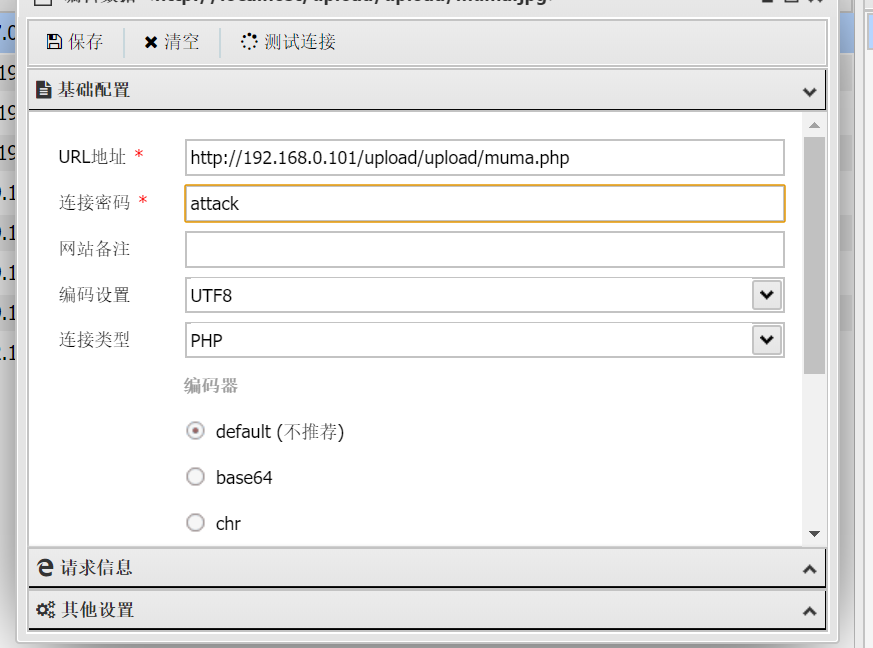 保存 清空 测试连接
基础配置
URL地址 * http://192.168.0.101/upload/upload/muma.php
连接密码 * attack
网站备注
编码设置 UTF8
连接类型 PHP
编码器
default (不推荐)
base64
chr
请求信息
其他设置